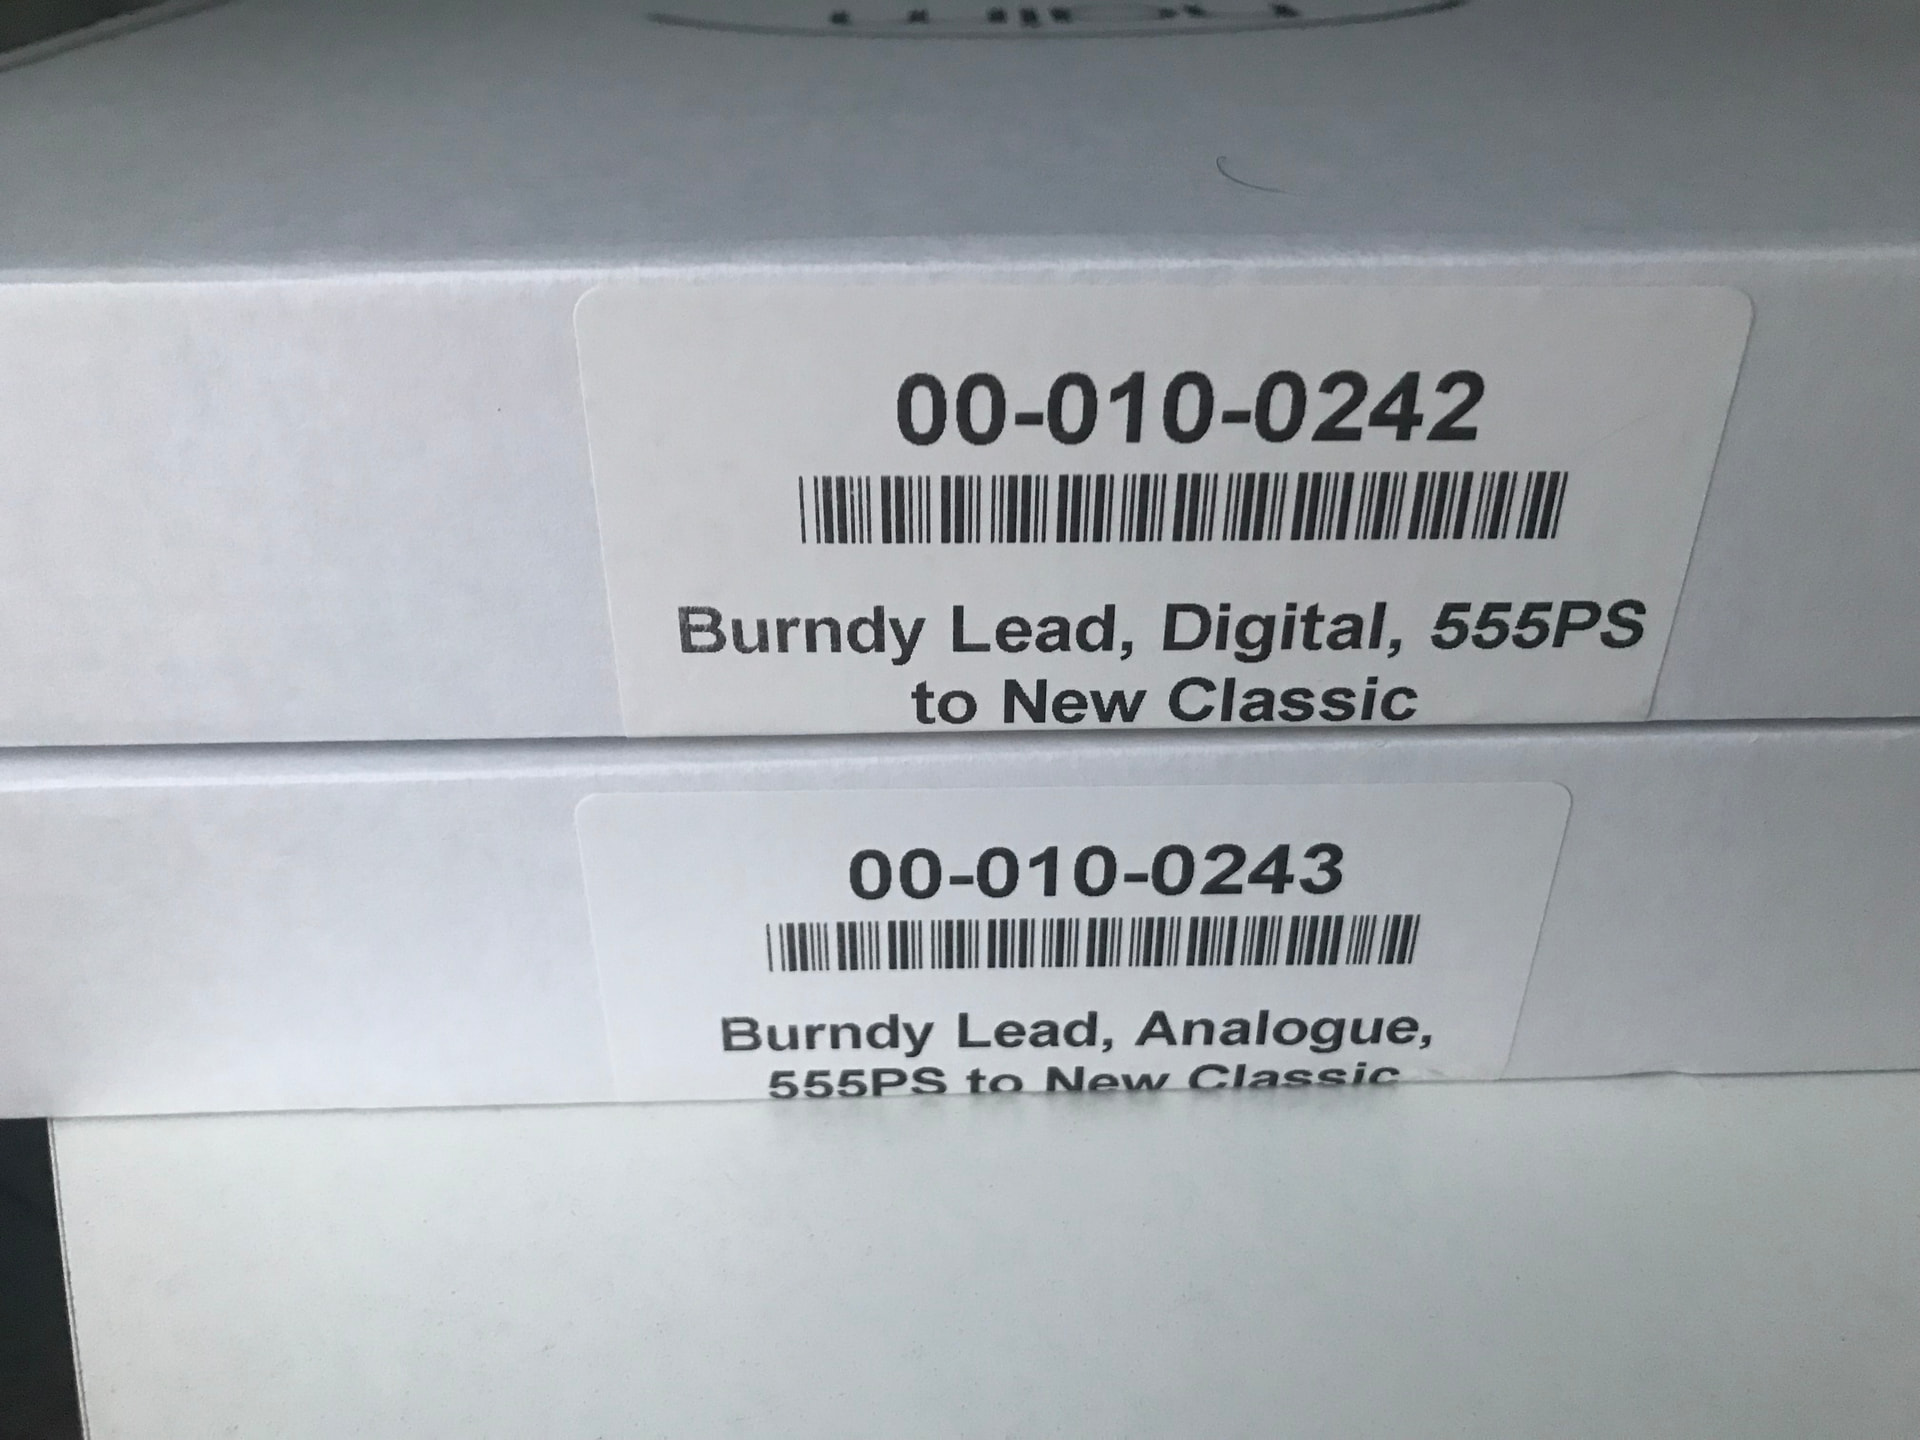 00-010-0242
Burndy Lead, Digital, 555PS
to New Classic
00-010-0243
Burndy Lead, Analogue,
555PS to New Classic